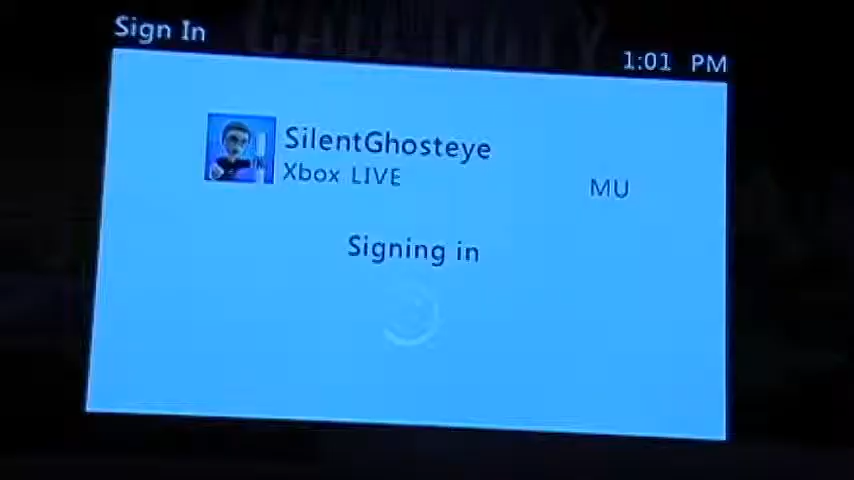 Sign In
1:01 PM
SilentGhosteye
Xbox LIVE
MU
Signing in